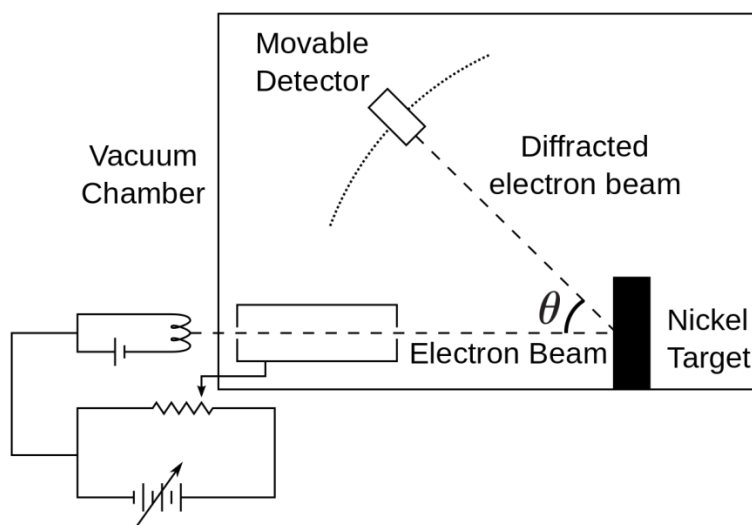 Movable
Detector
Vacuum
Chamber
Diffracted
electron beam
θ
Electron Beam
Nickel
Target